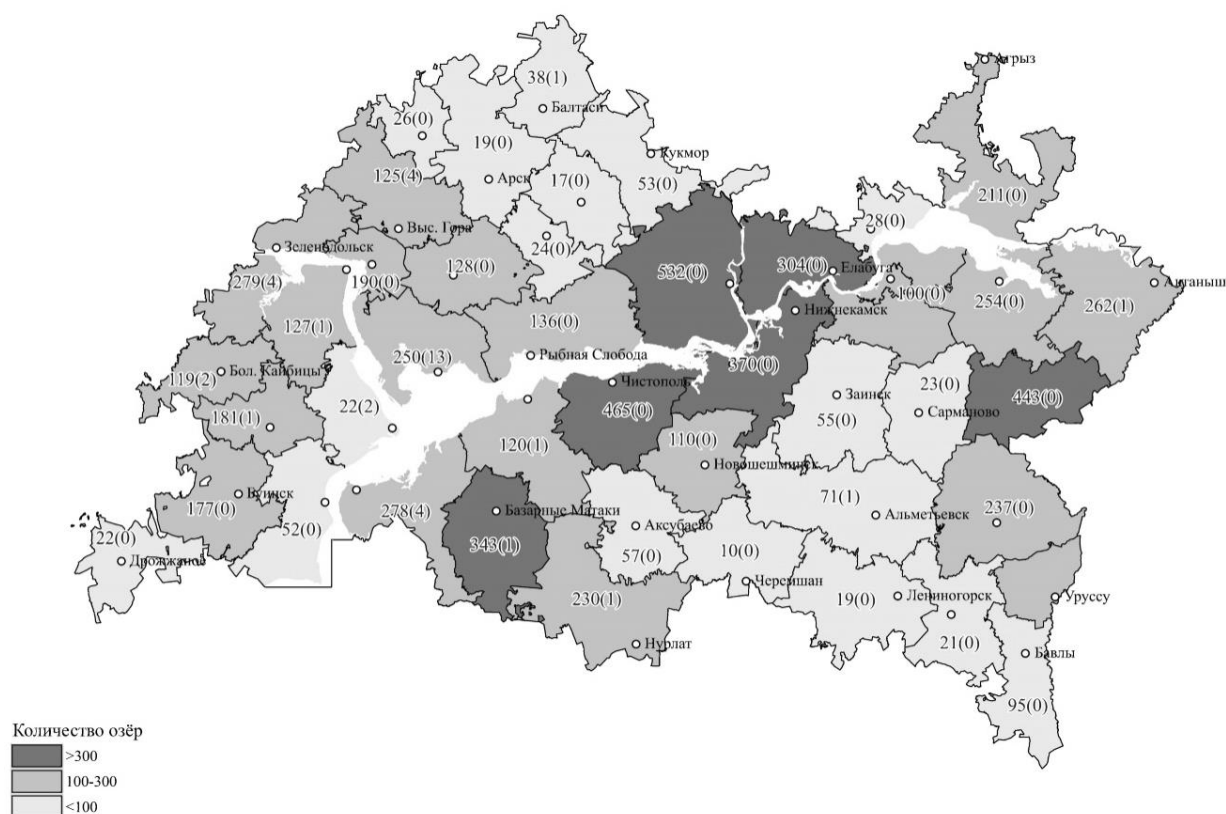 Агрыз
38(1)
Балтаси
26(0)
19(0)
Кукмор
125(4)
Арск
17(0)
53(0)
211(0)
28(0)
Выс. Гора
24(0)
Зеленодольск
128(0)
532(0)
304(0)
Елабуга
279(4)
190(0)
100(0)
254(0)
262(1)
Актаныш
Нижнекамск
127(1)
136(0)
250(13)
Рыбная Слобода
370(0)
119(2)
Бол. Кайбицы
Чистополь
Заинск
23(0)
443(0)
22(2)
465(0)
55(0)
Сарманово
181(1)
120(1)
110(0)
Новошешминск
Буинск
177(0)
71(1)
237(0)
52(0)
278(4)
Базарные Матаки
Аксубаево
Альметьевск
22(0)
343(1)
57(0)
10(0)
Дрожжаное
Черемшан
230(1)
19(0)
Лениногорск
Уруссу
Нурлат
21(0)
Бавлы
95(0)
Количество озёр
>300
100-300
<100